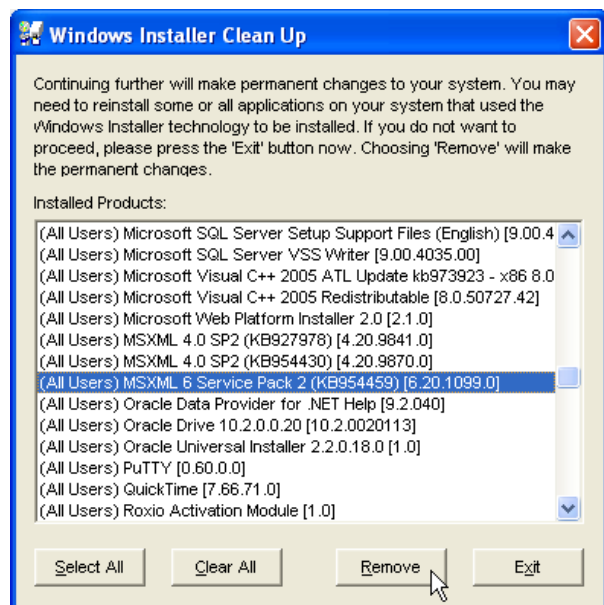 Windows Installer Clean Up
Continuing further will make permanent changes to your system. You may
need to reinstall some or all applications on your system that used the
Windows Installer technology to be installed. If you do not want to
proceed, please press the 'Exit' button now. Choosing 'Remove' will make
the permanent changes.
Installed Products:
(All Users) Microsoft SQL Server Setup Support Files (English) [9.00.4
(All Users) Microsoft SQL Server VSS Writer [9.00.4035.00]
(All Users) Microsoft Visual C++ 2005 ATL Update kb973923 - x86 8.0
(All Users) Microsoft Visual C++ 2005 Redistributable [8.0.50727.42]
(All Users) Microsoft Web Platform Installer 2.0 [2.1.0]
(All Users) MSXML 4.0 SP2 (KB927978) [4.20.9841.0]
(All Users) MSXML 4.0 SP2 (KB954430) [4.20.9870.0]
(All Users) MSXML 6 Service Pack 2 (KB954459) [6.20.1099.0]
(All Users) Oracle Data Provider for .NET Help [9.2.040]
(All Users) Oracle Drive 10.2.0.0.20 [10.2.0020113]
(All Users) Oracle Universal Installer 2.2.0.18.0 [1.0]
(All Users) PuTTY [0.60.0.0]
(All Users) QuickTime [7.66.71.0]
(All Users) Roxio Activation Module [1.0]
Select All Clear All Remove Exit